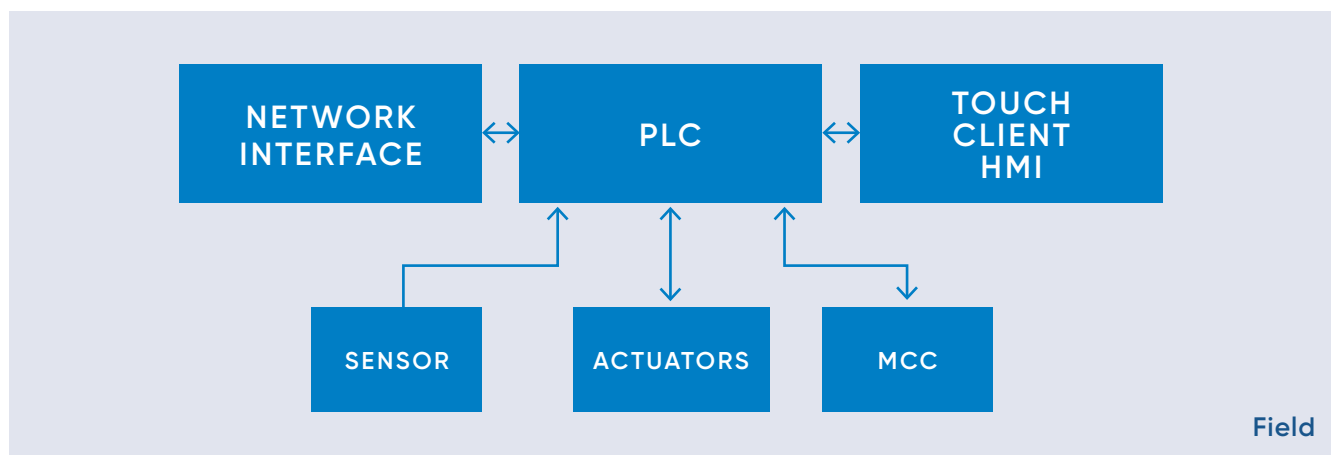 NETWORK
INTERFACE
PLC
TOUCH
CLIENT
HMI
SENSOR
ACTUATORS
MCC
Field